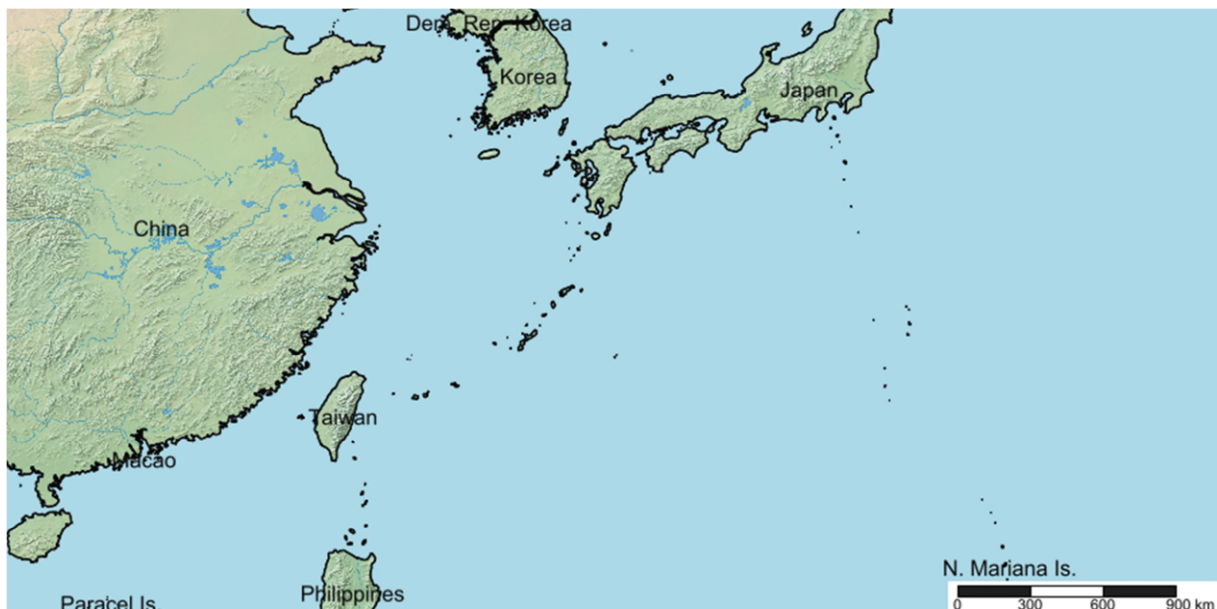 Dem. Rep. Korea
Korea
Japan
China
Taiwan
Macao
N. Mariana Is.
Philippines
Paracel Is.
0 300 600 900 km